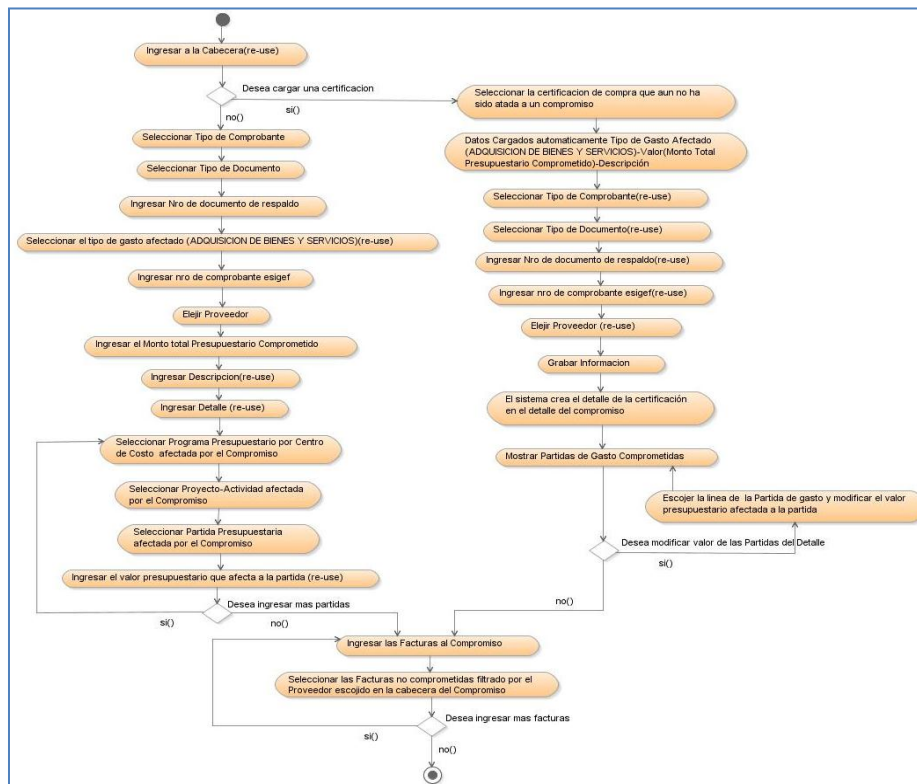 Ingresar a la Cabecera(re-use)
Desea cargar una certificacion
si()
no()
Seleccionar Tipo de Comprobante
Seleccionar Tipo de Documento
Ingresar Nro de documento de respaldo
Seleccionar el tipo de gasto afectado (ADQUISICION DE BIENES Y SERVICIOS)(re-use)
Ingresar nro de comprobante esigef
Elejir Proveedor
Ingresar el Monto total Presupuestario Comprometido
Ingresar Descripcion(re-use)
Ingresar Detalle (re-use)
Seleccionar Programa Presupuestario por Centro
de Costo afectada por el Compromiso
Seleccionar Proyecto-Actividad afectada
por el Compromiso
Seleccionar Partida Presupuestaria
afectada por el Compromiso
Ingresar el valor presupuestario que afecta a la partida (re-use)
Desea ingresar mas partidas
si()
no()
Seleccionar la certificacion de compra que aun no ha
sido atada a un compromiso
Datos Cargados automaticamente Tipo de Gasto Afectado
(ADQUISICION DE BIENES Y SERVICIOS)-Valor(Monto Total
Presupuestario Comprometido)-Descripción
Seleccionar Tipo de Comprobante(re-use)
Seleccionar Tipo de Documento(re-use)
Ingresar Nro de documento de respaldo(re-use)
Ingresar nro de comprobante esigef(re-use)
Elejir Proveedor (re-use)
Grabar Informacion
El sistema crea el detalle de la certificación
en el detalle del compromiso
Mostrar Partidas de Gasto Comprometidas
Escojer la linea de la Partida de gasto y modificar el valor
presupuestario afectada a la partida
Desea modificar valor de las Partidas del Detalle
si()
no()
Ingresar las Facturas al Compromiso
Seleccionar las Facturas no comprometidas filtrado por el
Proveedor escojido en la cabecera del Compromiso
Desea ingresar mas facturas
si()
no()